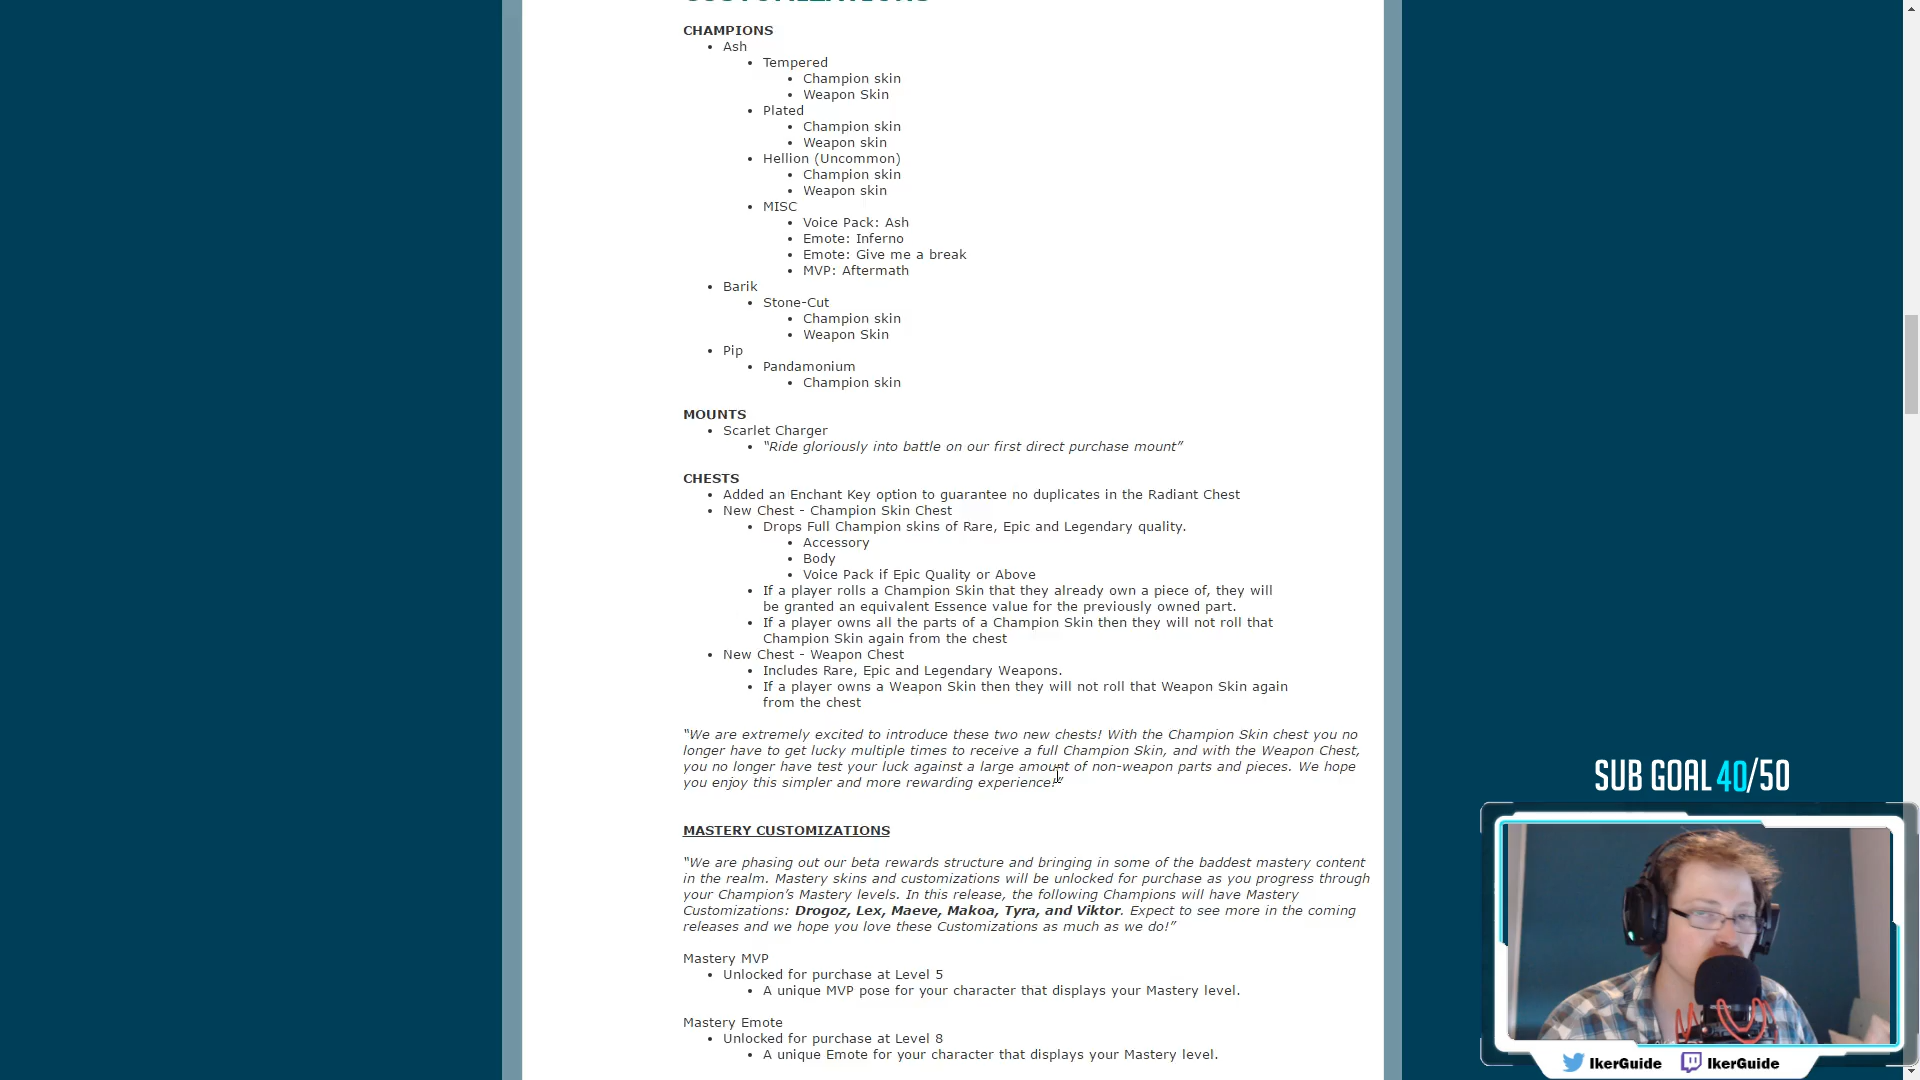 CHAMPIONS
• Ash
• Tempered
• Champion skin
• Weapon Skin
• Plated
• Champion skin
• Weapon skin
• Hellion (Uncommon)
• Champion skin
• Weapon skin
• MISC
• Voice Pack: Ash
• Emote: Inferno
• Emote: Give me a break
• MVP: Aftermath
• Barik
• Stone-Cut
• Champion skin
• Weapon Skin
• Pip
• Pandamonium
• Champion skin
MOUNTS
• Scarlet Charger
• "Ride gloriously into battle on our first direct purchase mount"
CHESTS
• Added an Enchant Key option to guarantee no duplicates in the Radiant Chest
• New Chest - Champion Skin Chest
• Drops Full Champion skins of Rare, Epic and Legendary quality.
• Accessory
• Body
• Voice Pack if Epic Quality or Above
• If a player rolls a Champion Skin that they already own a piece of, they will
be granted an equivalent Essence value for the previously owned part.
• If a player owns all the parts of a Champion Skin then they will not roll that
Champion Skin again from the chest
• New Chest - Weapon Chest
• Includes Rare, Epic and Legendary Weapons.
• If a player owns a Weapon Skin then they will not roll that Weapon Skin again
from the chest
"We are extremely excited to introduce these two new chests! With the Champion Skin chest you no
longer have to get lucky multiple times to receive a full Champion Skin, and with the Weapon Chest,
you no longer have test your luck against a large amount of non-weapon parts and pieces. We hope
you enjoy this simpler and more rewarding experience!"
MASTERY CUSTOMIZATIONS
"We are phasing out our beta rewards structure and bringing in some of the baddest mastery content
in the realm. Mastery skins and customizations will be unlocked for purchase as you progress through
your Champion's Mastery levels. In this release, the following Champions will have Mastery
Customizations: Drogoz, Lex, Maeve, Makoa, Tyra, and Viktor. Expect to see more in the coming
releases and we hope you love these Customizations as much as we do!"
Mastery MVP
• Unlocked for purchase at Level 5
• A unique MVP pose for your character that displays your Mastery level.
Mastery Emote
• Unlocked for purchase at Level 8
• A unique Emote for your character that displays your Mastery level.
SUB GOAL 40/50
IkerGuide IkerGuide